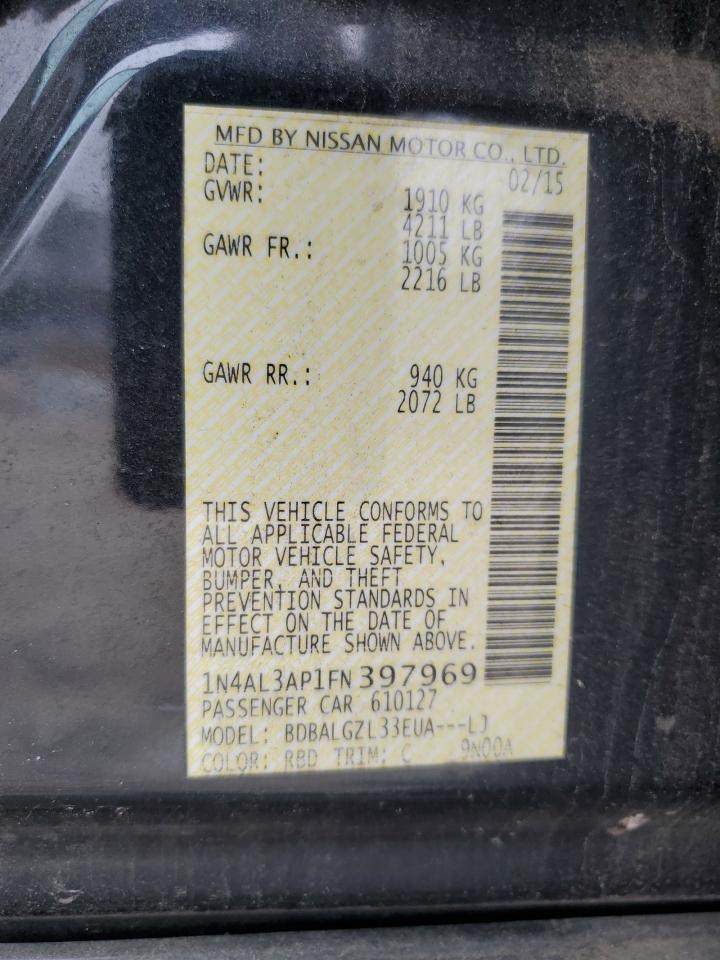 MFD BY NISSAN MOTOR CO., LTD.
DATE: 02/15
GVWR: 1910 KG
4211 LB
GAWR FR.: 1005 KG
2216 LB
GAWR RR.: 940 KG
2072 LB
THIS VEHICLE CONFORMS TO
ALL APPLICABLE FEDERAL
MOTOR VEHICLE SAFETY,
BUMPER, AND THEFT
PREVENTION STANDARDS IN
EFFECT ON THE DATE OF
MANUFACTURE SHOWN ABOVE.
1N4AL3AP1FN397969
PASSENGER CAR 610127
MODEL: BDBALGZL33EUA---LJ
COLOR: RBD TRIM: C 9N00A